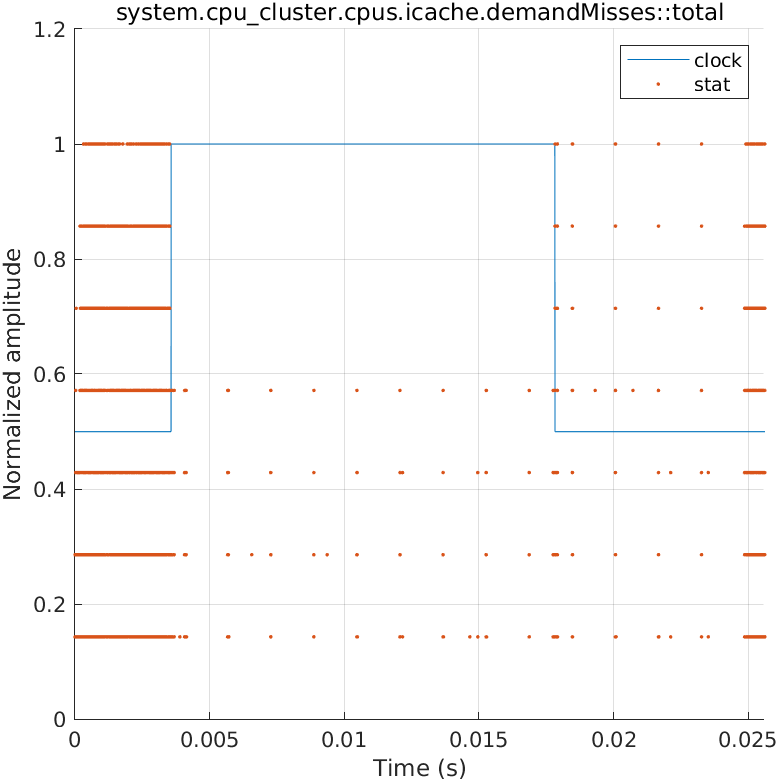 system.cpu_cluster.cpus.icache.demandMisses::total
clock
stat
1.2
1
0.8
0.6
0.4
0.2
0
Normalized amplitude
0
0.005
0.01
0.015
0.02
0.025
Time (s)